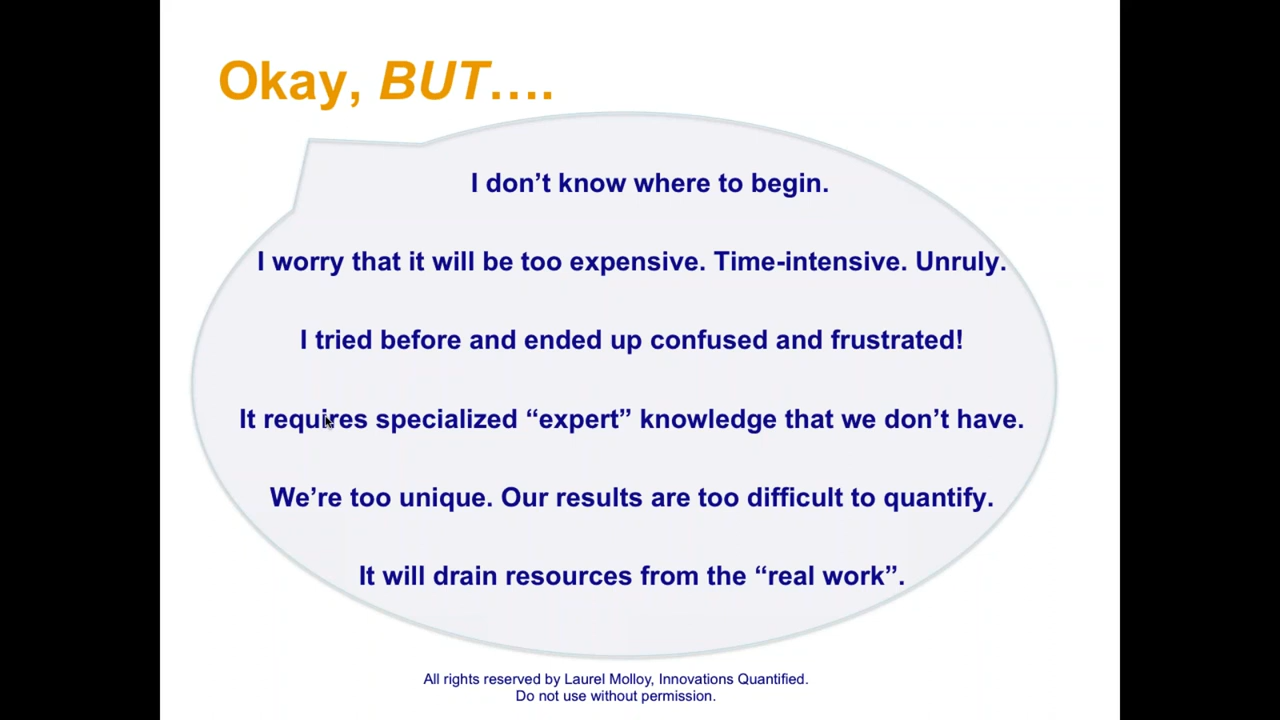 Okay, BUT….
I don’t know where to begin.
I worry that it will be too expensive. Time-intensive. Unruly.
I tried before and ended up confused and frustrated!
It requires specialized “expert” knowledge that we don’t have.
We’re too unique. Our results are too difficult to quantify.
It will drain resources from the “real work”.
All rights reserved by Laurel Molloy, Innovations Quantified.
Do not use without permission.